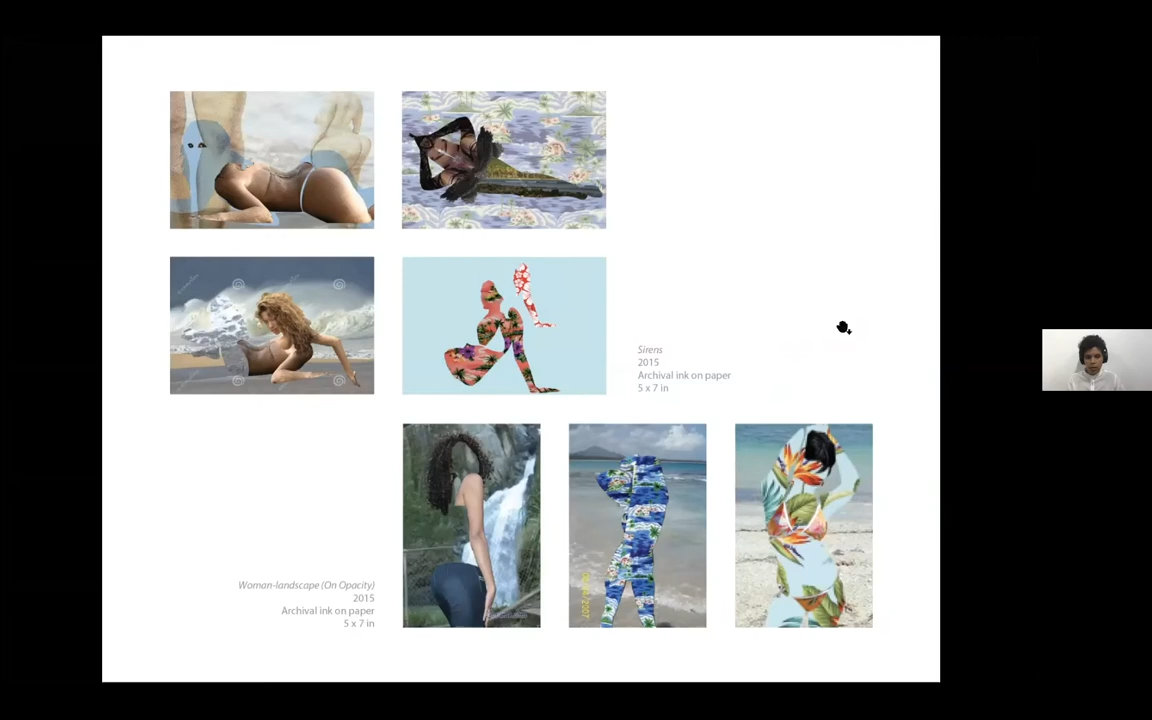 Sirens
2015
Archival ink on paper
5 x 7 in
Woman-landscape (On Opacity)
2015
Archival ink on paper
5 x 7 in